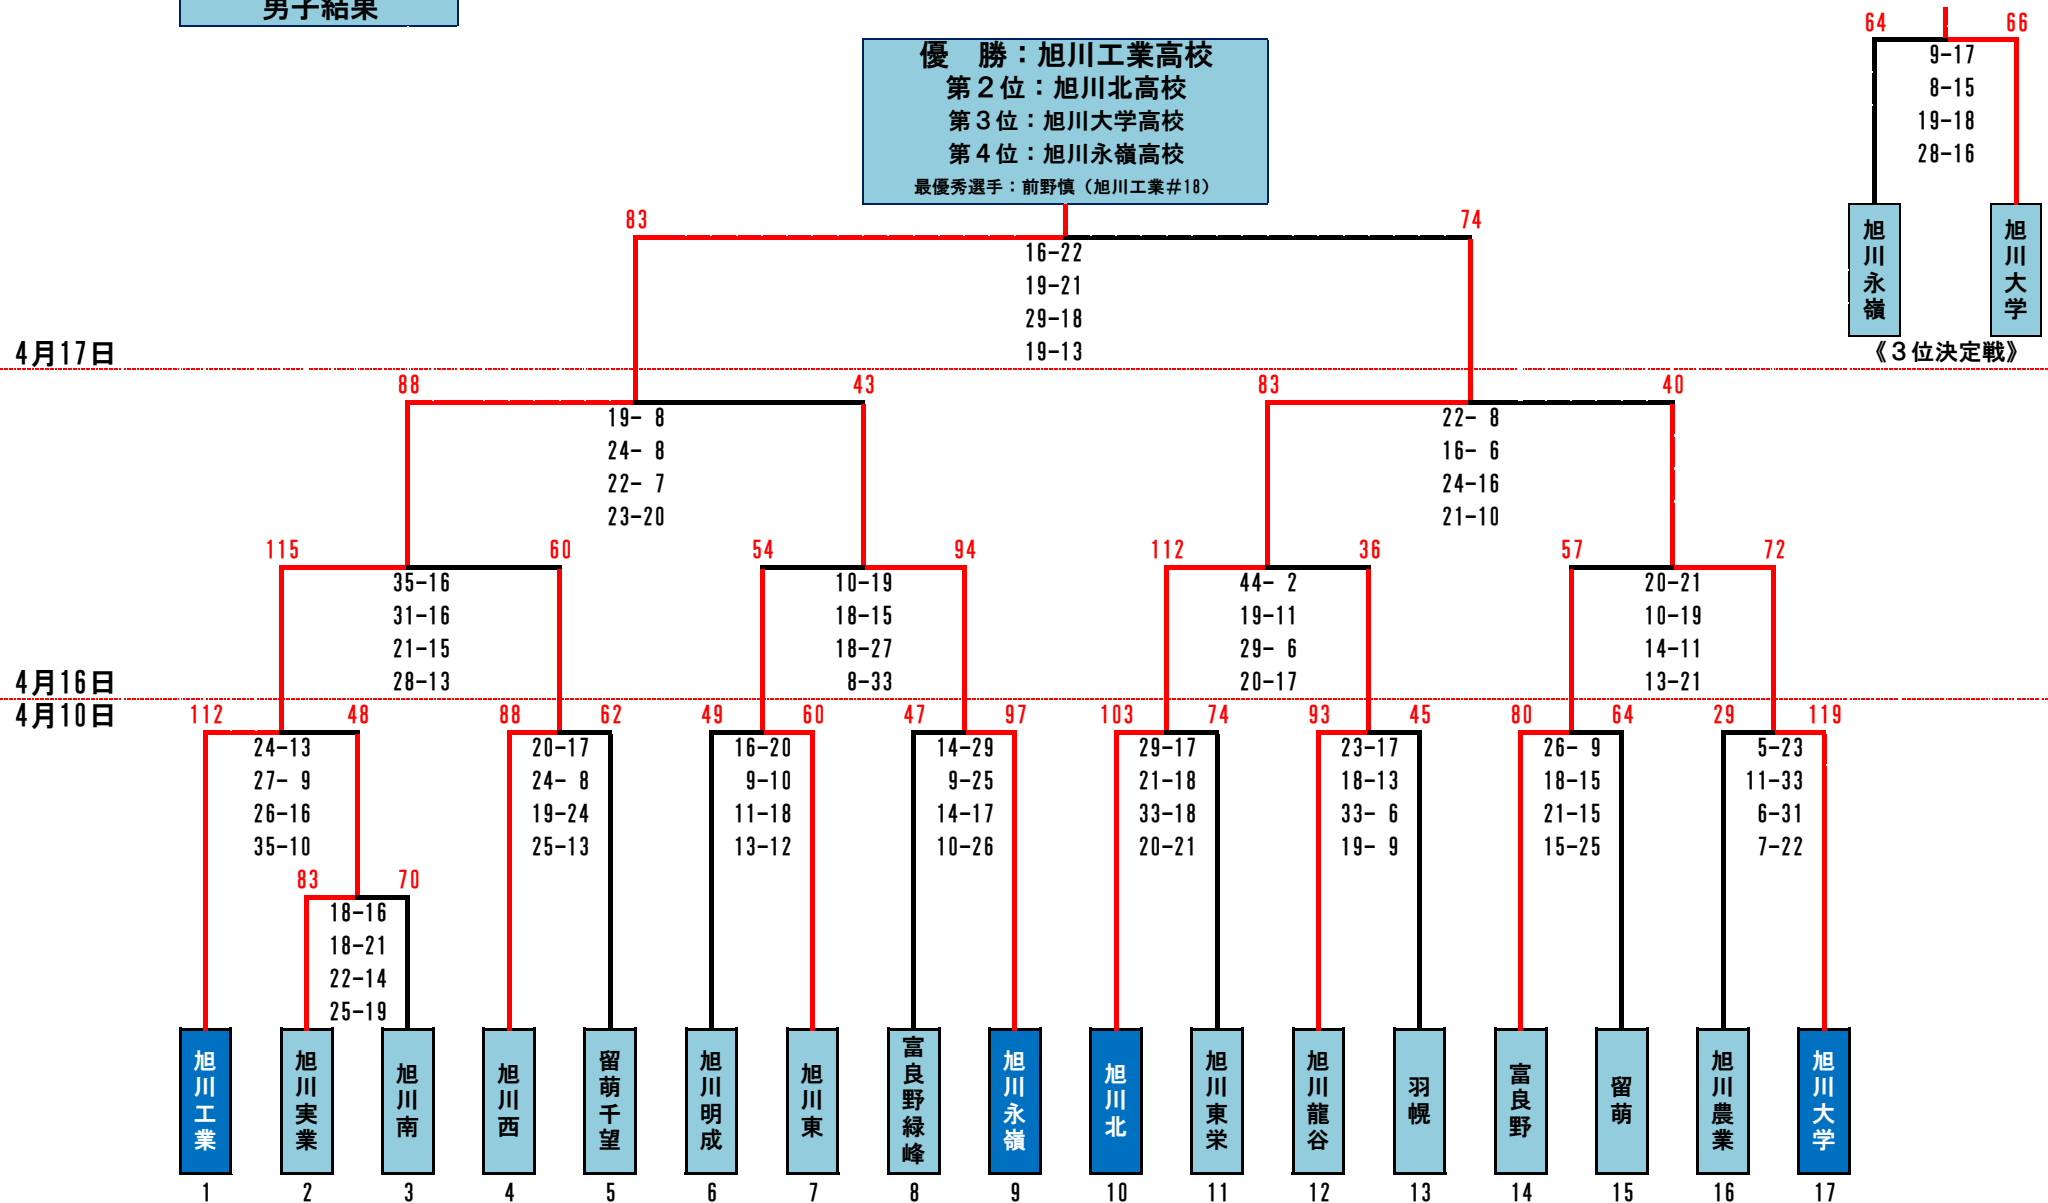 男子結果
優　勝：旭川工業高校
第２位：旭川北高校
第３位：旭川大学高校
第４位：旭川永嶺高校
最優秀選手：前野慎（旭川工業＃18）
64 66
9-17
8-15
19-18
28-16
旭川永嶺
旭川大学
《３位決定戦》
83 74
16-22
19-21
29-18
19-13
4月17日
88 43 83 40
19- 8 22- 8
24- 8 16- 6
22- 7 24-16
23-20 21-10
115 60 54 94 112 36 57 72
35-16 10-19 44- 2 20-21
31-16 18-15 19-11 10-19
21-15 18-27 29- 6 14-11
28-13 8-33 20-17 13-21
4月16日
4月10日
112 48 88 62 49 60 47 97 103 74 93 45 80 64 29 119
24-13 20-17 16-20 14-29 29-17 23-17 26- 9 5-23
27- 9 24- 8 9-10 9-25 21-18 18-13 18-15 11-33
26-16 19-24 11-18 14-17 33-18 33- 6 21-15 6-31
35-10 25-13 13-12 10-26 20-21 19- 9 15-25 7-22
83 70
18-16
18-21
22-14
25-19
旭川工業
旭川実業
旭川南
旭川西
留萌千望
旭川明成
旭川東
富良野緑峰
旭川永嶺
旭川北
旭川東栄
旭川龍谷
羽幌
富良野
留萌
旭川農業
旭川大学
1 2 3 4 5 6 7 8 9 10 11 12 13 14 15 16 17